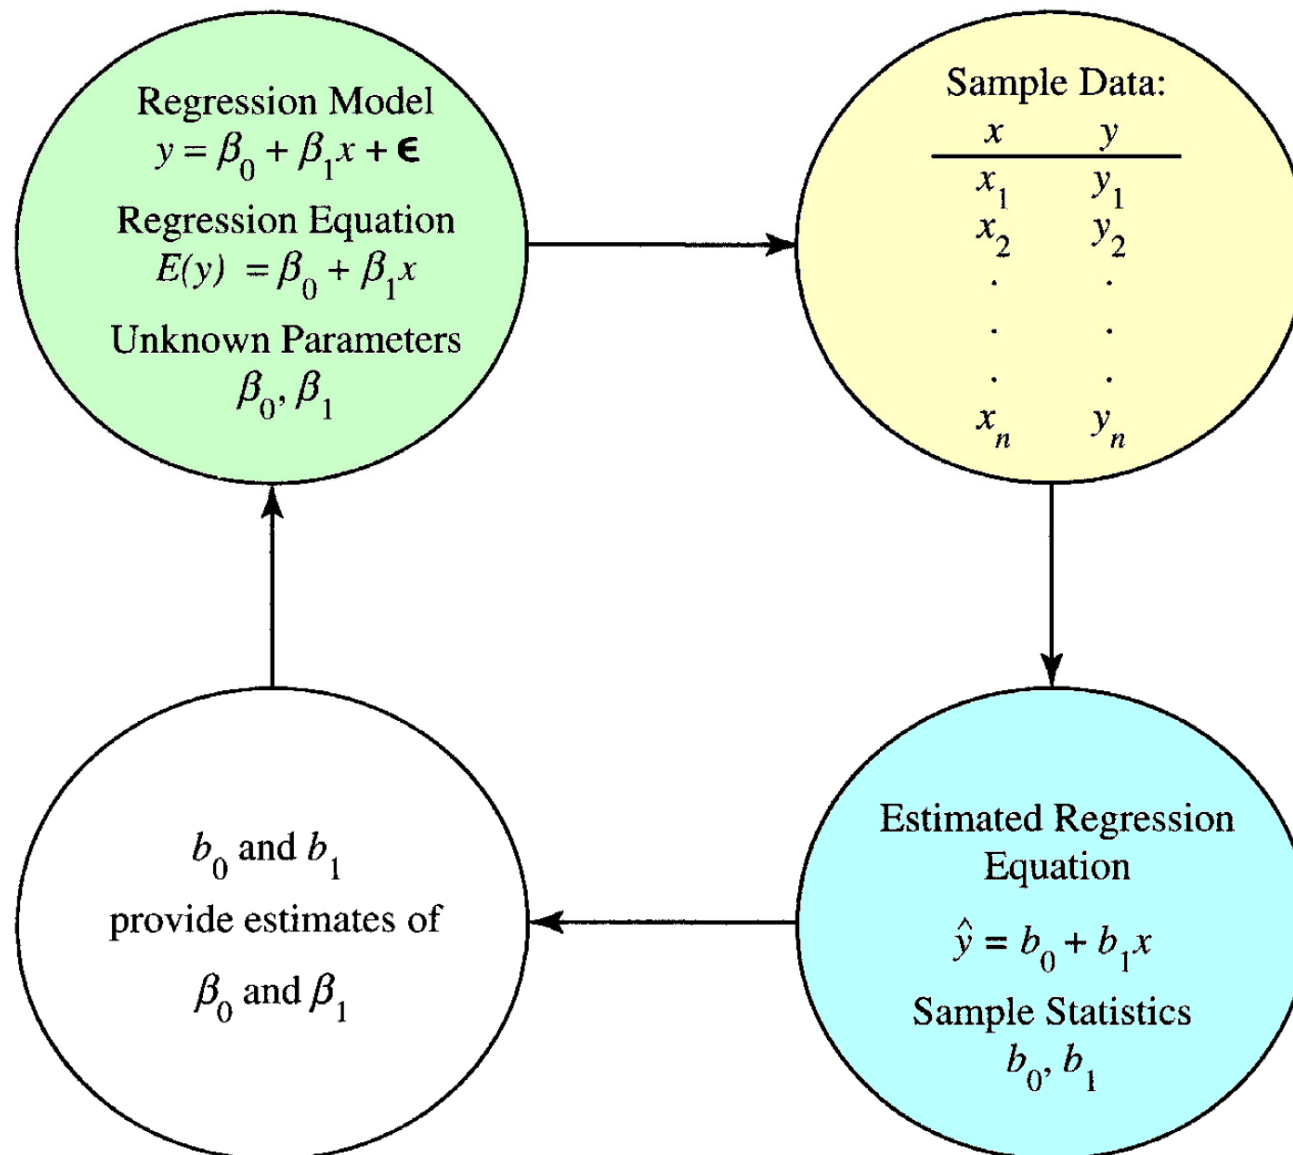 Regression Model
y = β₀ + β₁x + ϵ
Regression Equation
E(y) = β₀ + β₁x
Unknown Parameters
β₀, β₁
Sample Data:
x y
x₁ y₁
x₂ y₂
. .
. .
. .
xₙ yₙ
b₀ and b₁
provide estimates of
β₀ and β₁
Estimated Regression
Equation
ŷ = b₀ + b₁x
Sample Statistics
b₀, b₁